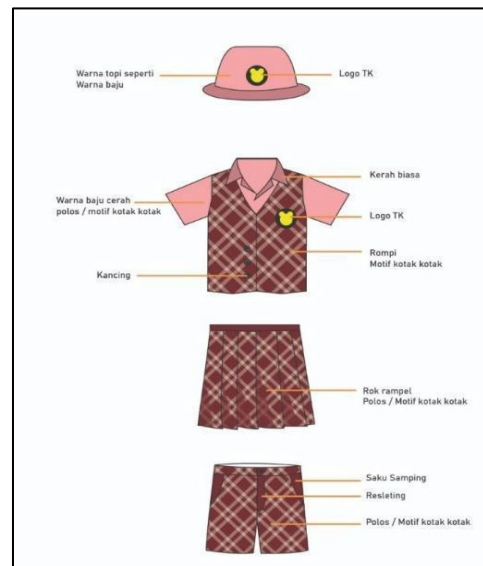 Warna topi seperti
Warna baju
Logo TK
Kerah biasa
Warna baju cerah
polos / motif kotak kotak
Logo TK
Rompi
Motif kotak kotak
Kancing
Rok rampel
Polos / Motif kotak kotak
Saku Samping
Resleting
Polos / Motif kotak kotak